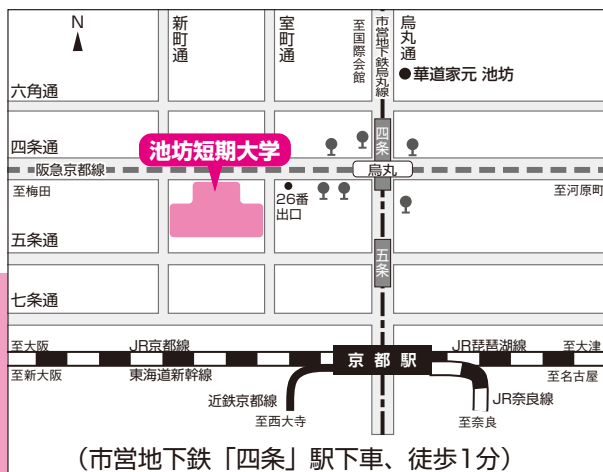 N
新町通
室町通
至国際会館
市営地下鉄烏丸線
烏丸通
●華道家元 池坊
六角通
四条通
池坊短期大学
四条
阪急京都線
烏丸
至梅田
26番
出口
至河原町
五条通
五条
七条通
至大阪
JR京都線
JR琵琶湖線
至大津
京都駅
至新大阪
東海道新幹線
至名古屋
近鉄京都線
JR奈良線
至西大寺
至奈良
(市営地下鉄「四条」駅下車、徒歩1分)